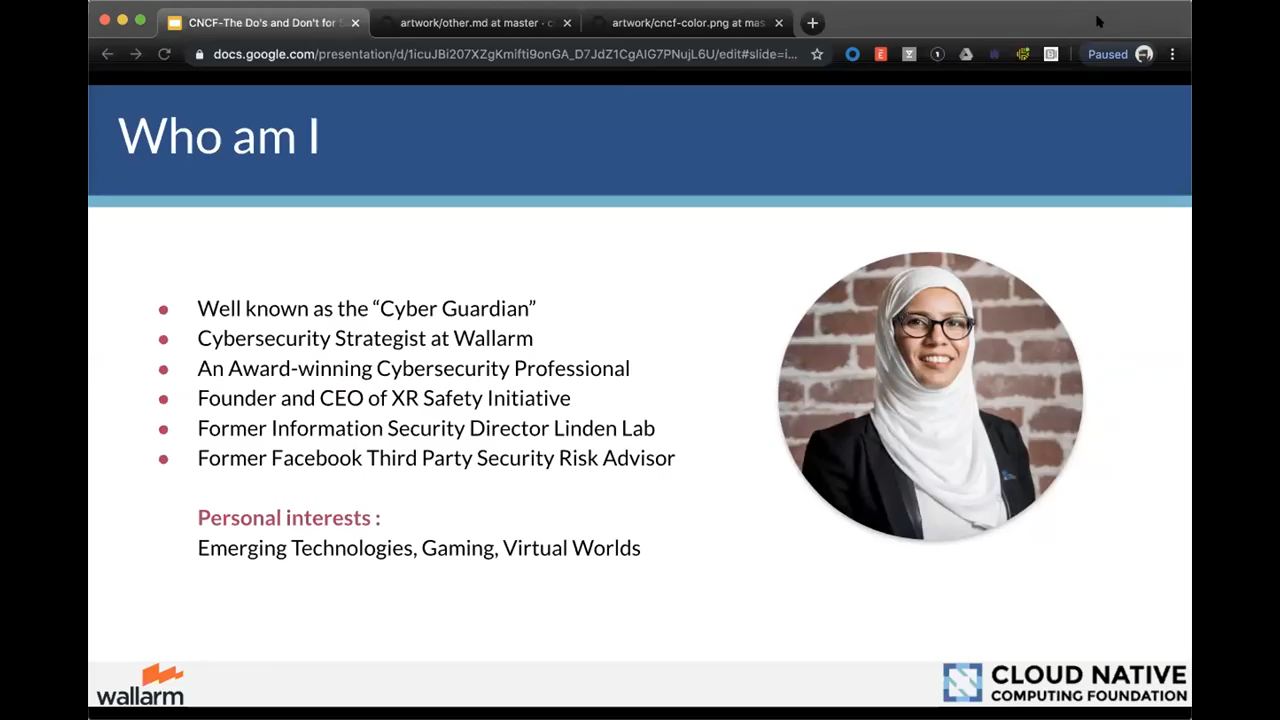 CNCF-The Do's and Don't for S
artwork/other.md at master · c
artwork/cncf-color.png at mas
docs.google.com/presentation/d/1icuJBi207XZgKmifti9onGA_D7JdZ1CgAIG7PNujL6U/edit#slide=i...
Paused
Who am I
Well known as the “Cyber Guardian”
Cybersecurity Strategist at Wallarm
An Award-winning Cybersecurity Professional
Founder and CEO of XR Safety Initiative
Former Information Security Director Linden Lab
Former Facebook Third Party Security Risk Advisor
Personal interests :
Emerging Technologies, Gaming, Virtual Worlds
wallarm
CLOUD NATIVE
COMPUTING FOUNDATION